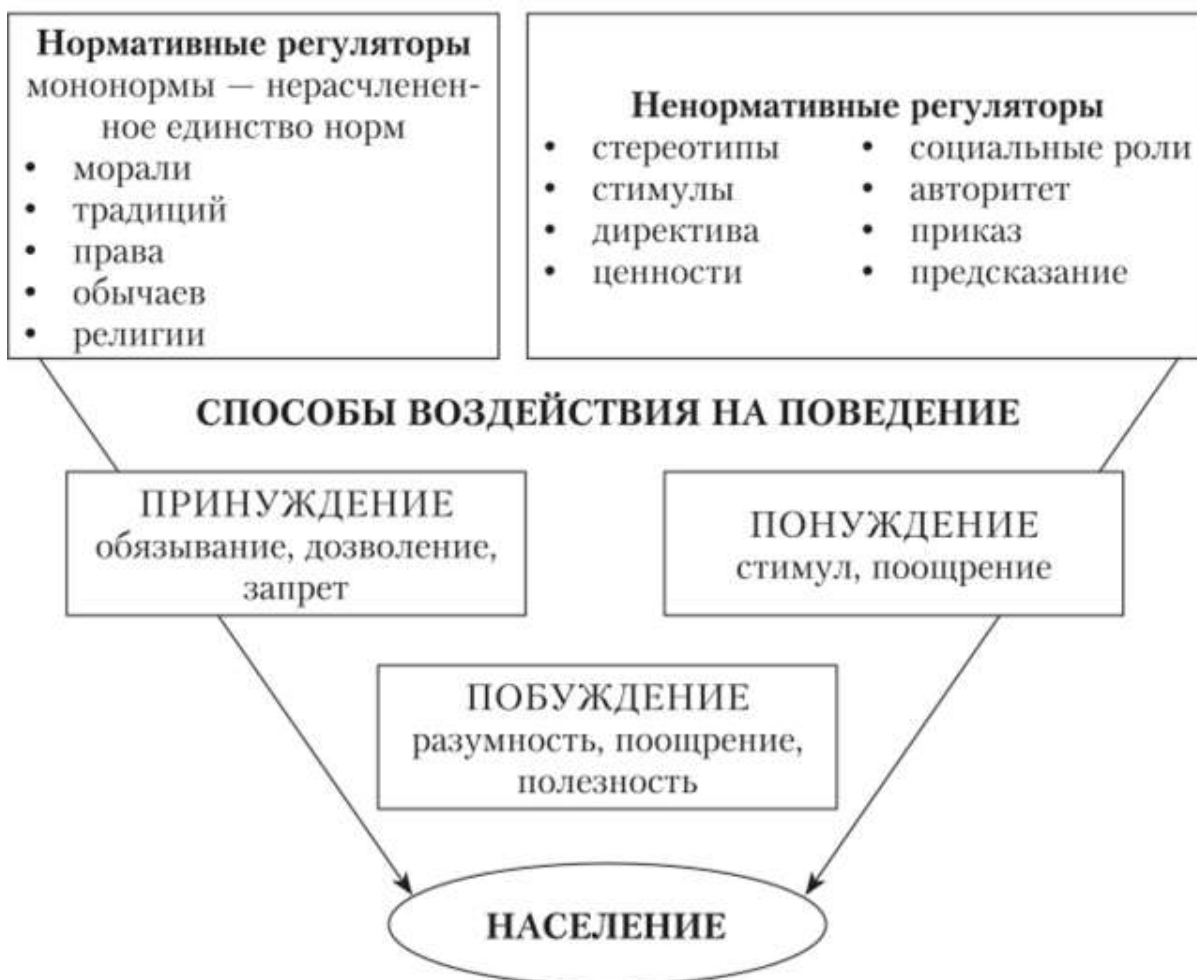 Нормативные регуляторы
мононормы — нерасчленен-
ное единство норм
• морали
• традиций
• права
• обычаев
• религии
Ненормативные регуляторы
• стереотипы
• стимулы
• директива
• ценности
• социальные роли
• авторитет
• приказ
• предсказание
СПОСОБЫ ВОЗДЕЙСТВИЯ НА ПОВЕДЕНИЕ
ПРИНУЖДЕНИЕ
обязывание, дозволение,
запрет
ПОНУЖДЕНИЕ
стимул, поощрение
ПОБУЖДЕНИЕ
разумность, поощрение,
полезность
НАСЕЛЕНИЕ